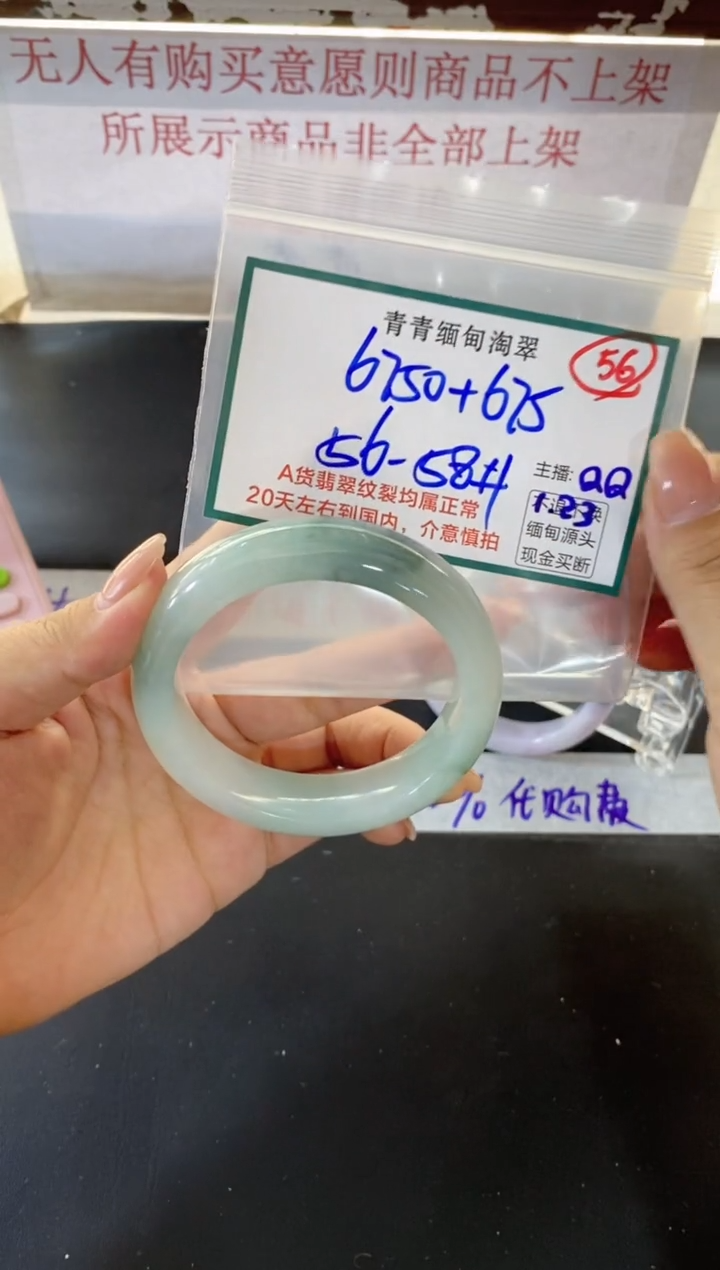 无人有购买意愿则商品不上架
所展示商品非全部上架
青青缅甸淘翠
56
6750+675
56-58#
主播: QQ
A货翡翠纹裂均属正常
20天左右到国内，介意慎拍
123
缅甸源头
现金买断
% 代购款